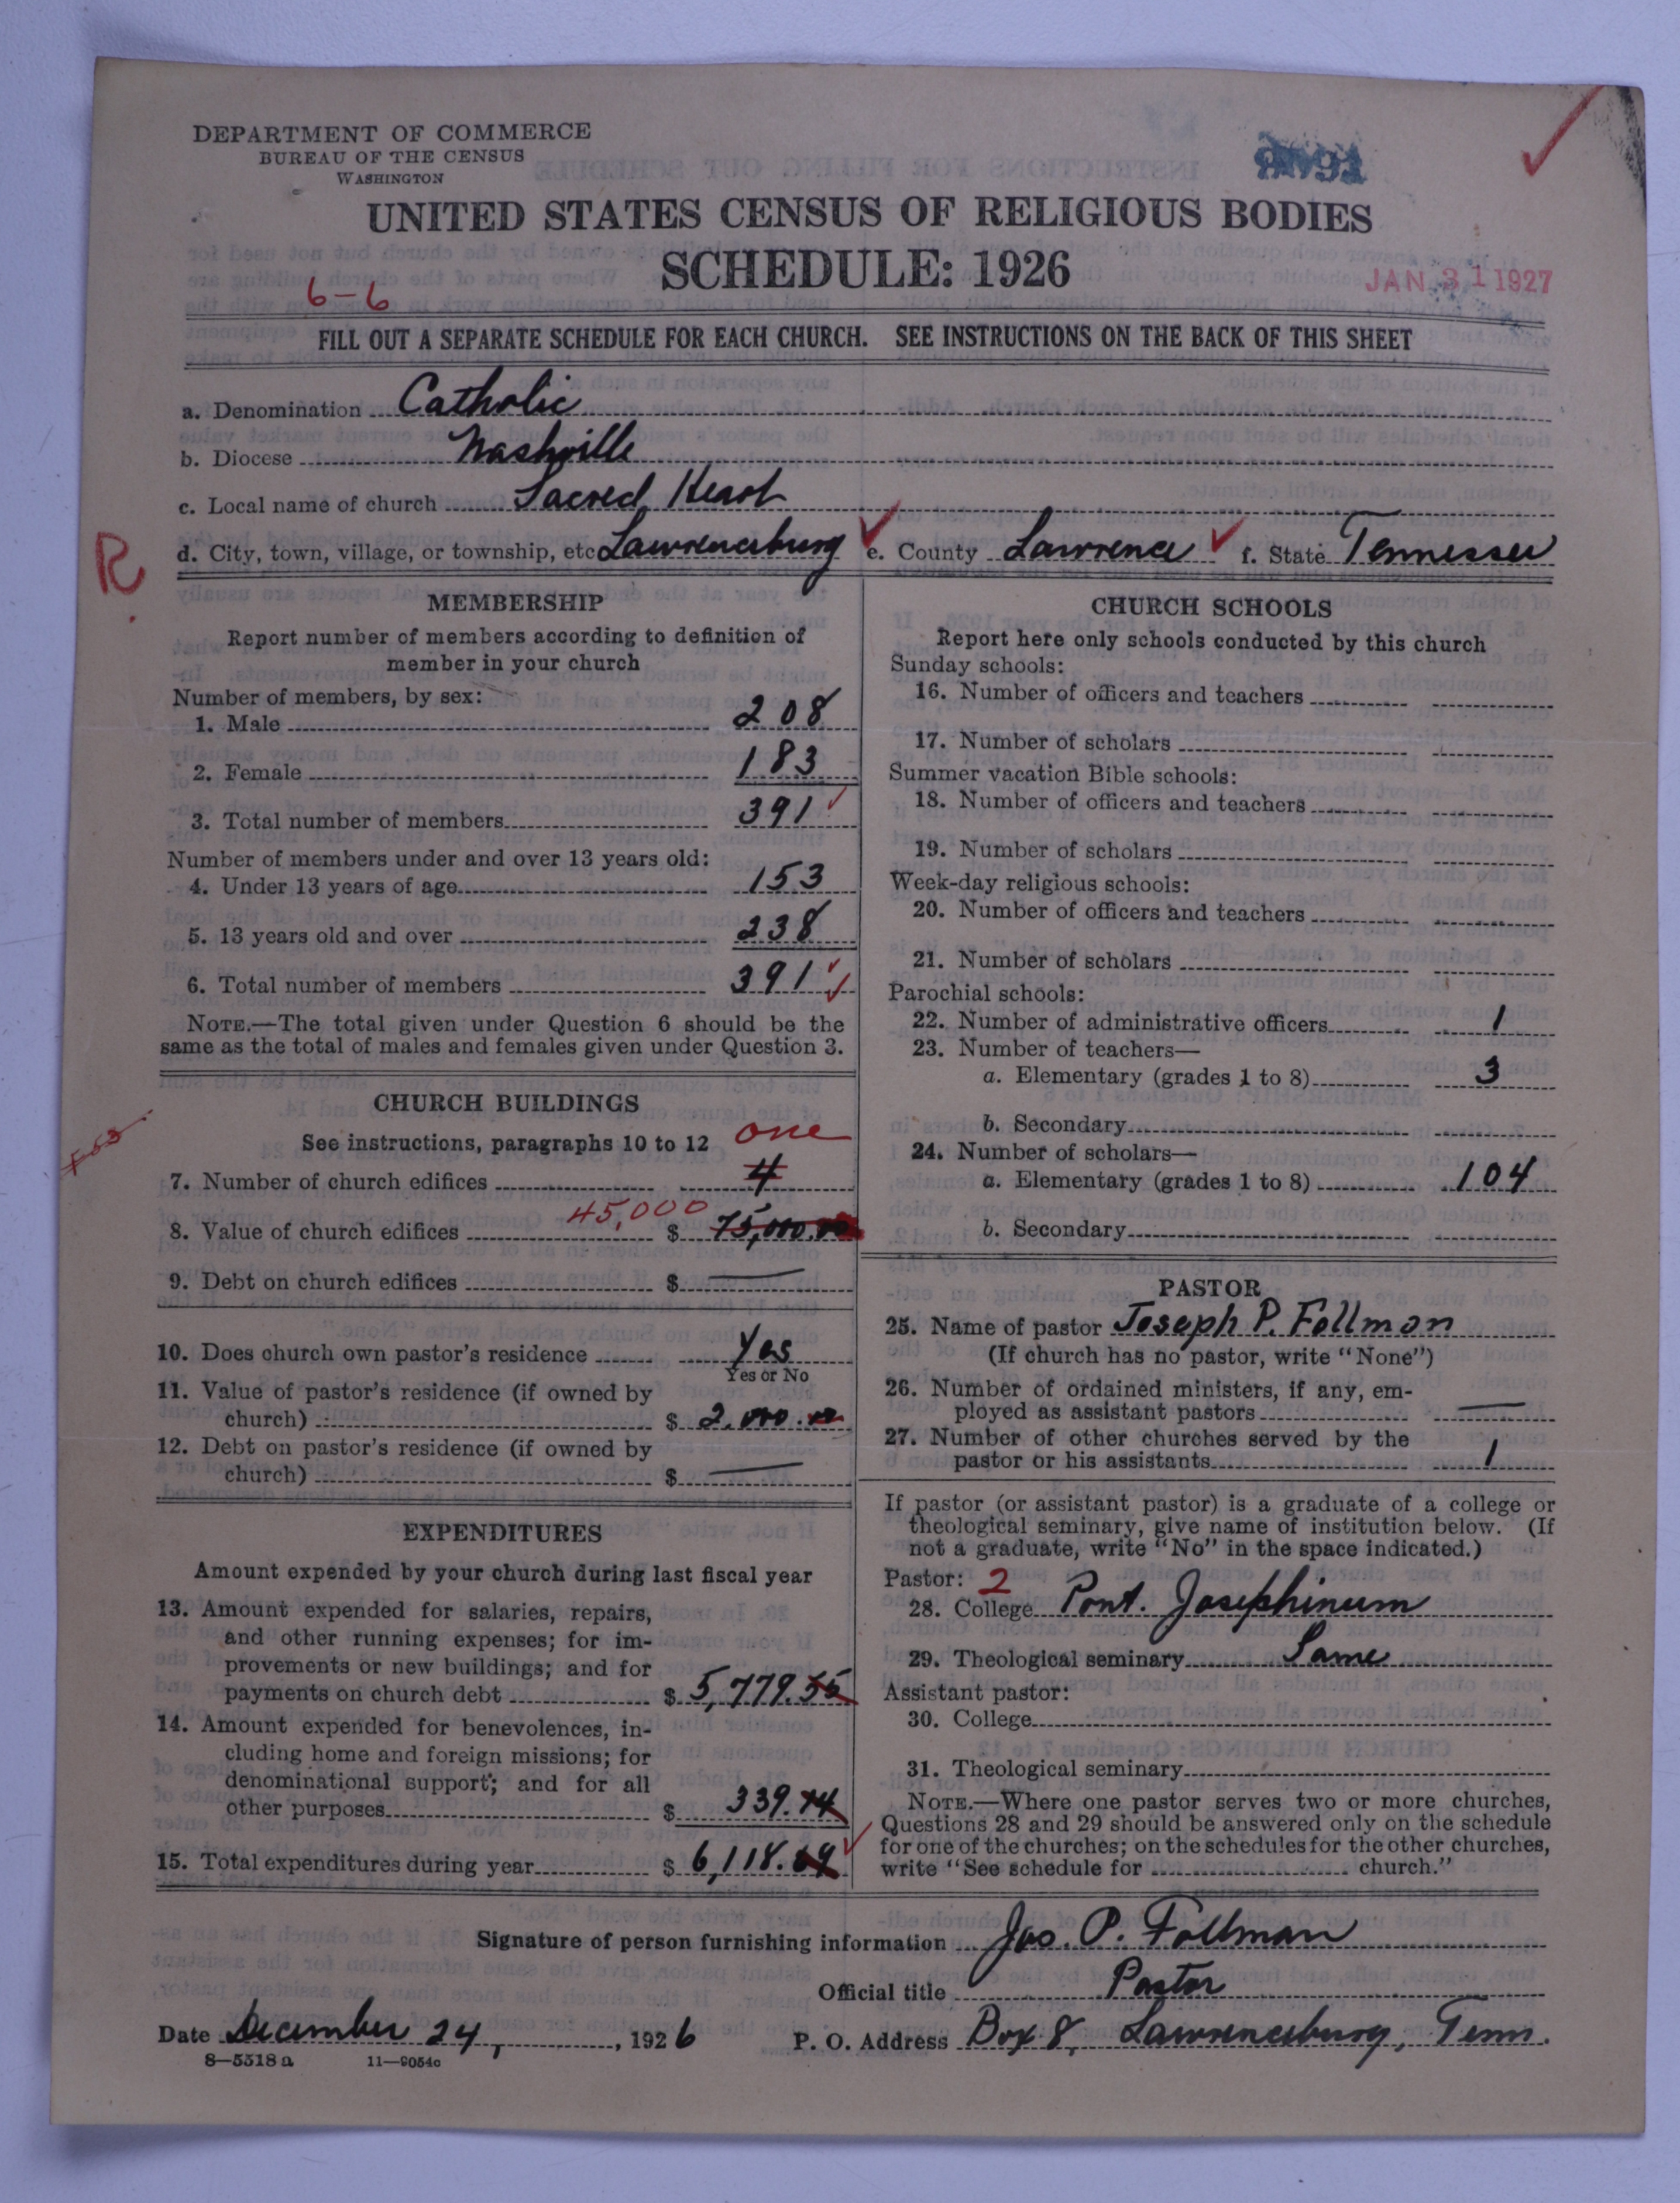 DEPARTMENT OF COMMERCE
BUREAU OF THE CENSUS
WASHINGTON
UNITED STATES CENSUS OF RELIGIOUS BODIES
SCHEDULE: 1926
JAN 31 1927
6-6
FILL OUT A SEPARATE SCHEDULE FOR EACH CHURCH. SEE INSTRUCTIONS ON THE BACK OF THIS SHEET
a. Denomination Catholic
b. Diocese Nashville
c. Local name of church Sacred Heart
R
d. City, town, village, or township, etc Lawrenceburg e. County Lawrence f. State Tennessee
MEMBERSHIP
Report number of members according to definition of
member in your church
Number of members, by sex:
1. Male 208
2. Female 183
3. Total number of members 391
Number of members under and over 13 years old:
4. Under 13 years of age 153
5. 13 years old and over 238
6. Total number of members 391
NOTE.—The total given under Question 6 should be the
same as the total of males and females given under Question 3.
CHURCH BUILDINGS
See instructions, paragraphs 10 to 12
one
7. Number of church edifices 4
45,000
8. Value of church edifices $ 75,000.00
9. Debt on church edifices $ —
10. Does church own pastor's residence Yes
Yes or No
11. Value of pastor's residence (if owned by
church) $ 2,000.00
12. Debt on pastor's residence (if owned by
church) $ —
EXPENDITURES
Amount expended by your church during last fiscal year
13. Amount expended for salaries, repairs,
and other running expenses; for im-
provements or new buildings; and for
payments on church debt $ 5,779.55
14. Amount expended for benevolences, in-
cluding home and foreign missions; for
denominational support; and for all
other purposes $ 339.14
15. Total expenditures during year $ 6,118.69
CHURCH SCHOOLS
Report here only schools conducted by this church
Sunday schools:
16. Number of officers and teachers
17. Number of scholars
Summer vacation Bible schools:
18. Number of officers and teachers
19. Number of scholars
Week-day religious schools:
20. Number of officers and teachers
21. Number of scholars
Parochial schools:
22. Number of administrative officers 1
23. Number of teachers—
a. Elementary (grades 1 to 8) 3
b. Secondary
24. Number of scholars—
a. Elementary (grades 1 to 8) 104
b. Secondary
PASTOR
25. Name of pastor Joseph P. Follman
(If church has no pastor, write "None")
26. Number of ordained ministers, if any, em-
ployed as assistant pastors —
27. Number of other churches served by the
pastor or his assistants 1
If pastor (or assistant pastor) is a graduate of a college or
theological seminary, give name of institution below. (If
not a graduate, write "No" in the space indicated.)
Pastor: 2
28. College Pont. Josephinum
29. Theological seminary Same
Assistant pastor:
30. College
31. Theological seminary
NOTE.—Where one pastor serves two or more churches,
Questions 28 and 29 should be answered only on the schedule
for one of the churches; on the schedules for the other churches,
write "See schedule for church."
Signature of person furnishing information Jos. P. Follman
Official title Pastor
Date December 24, 1926 P. O. Address Box 8, Lawrenceburg, Tenn.
8—5318a 11—9054c